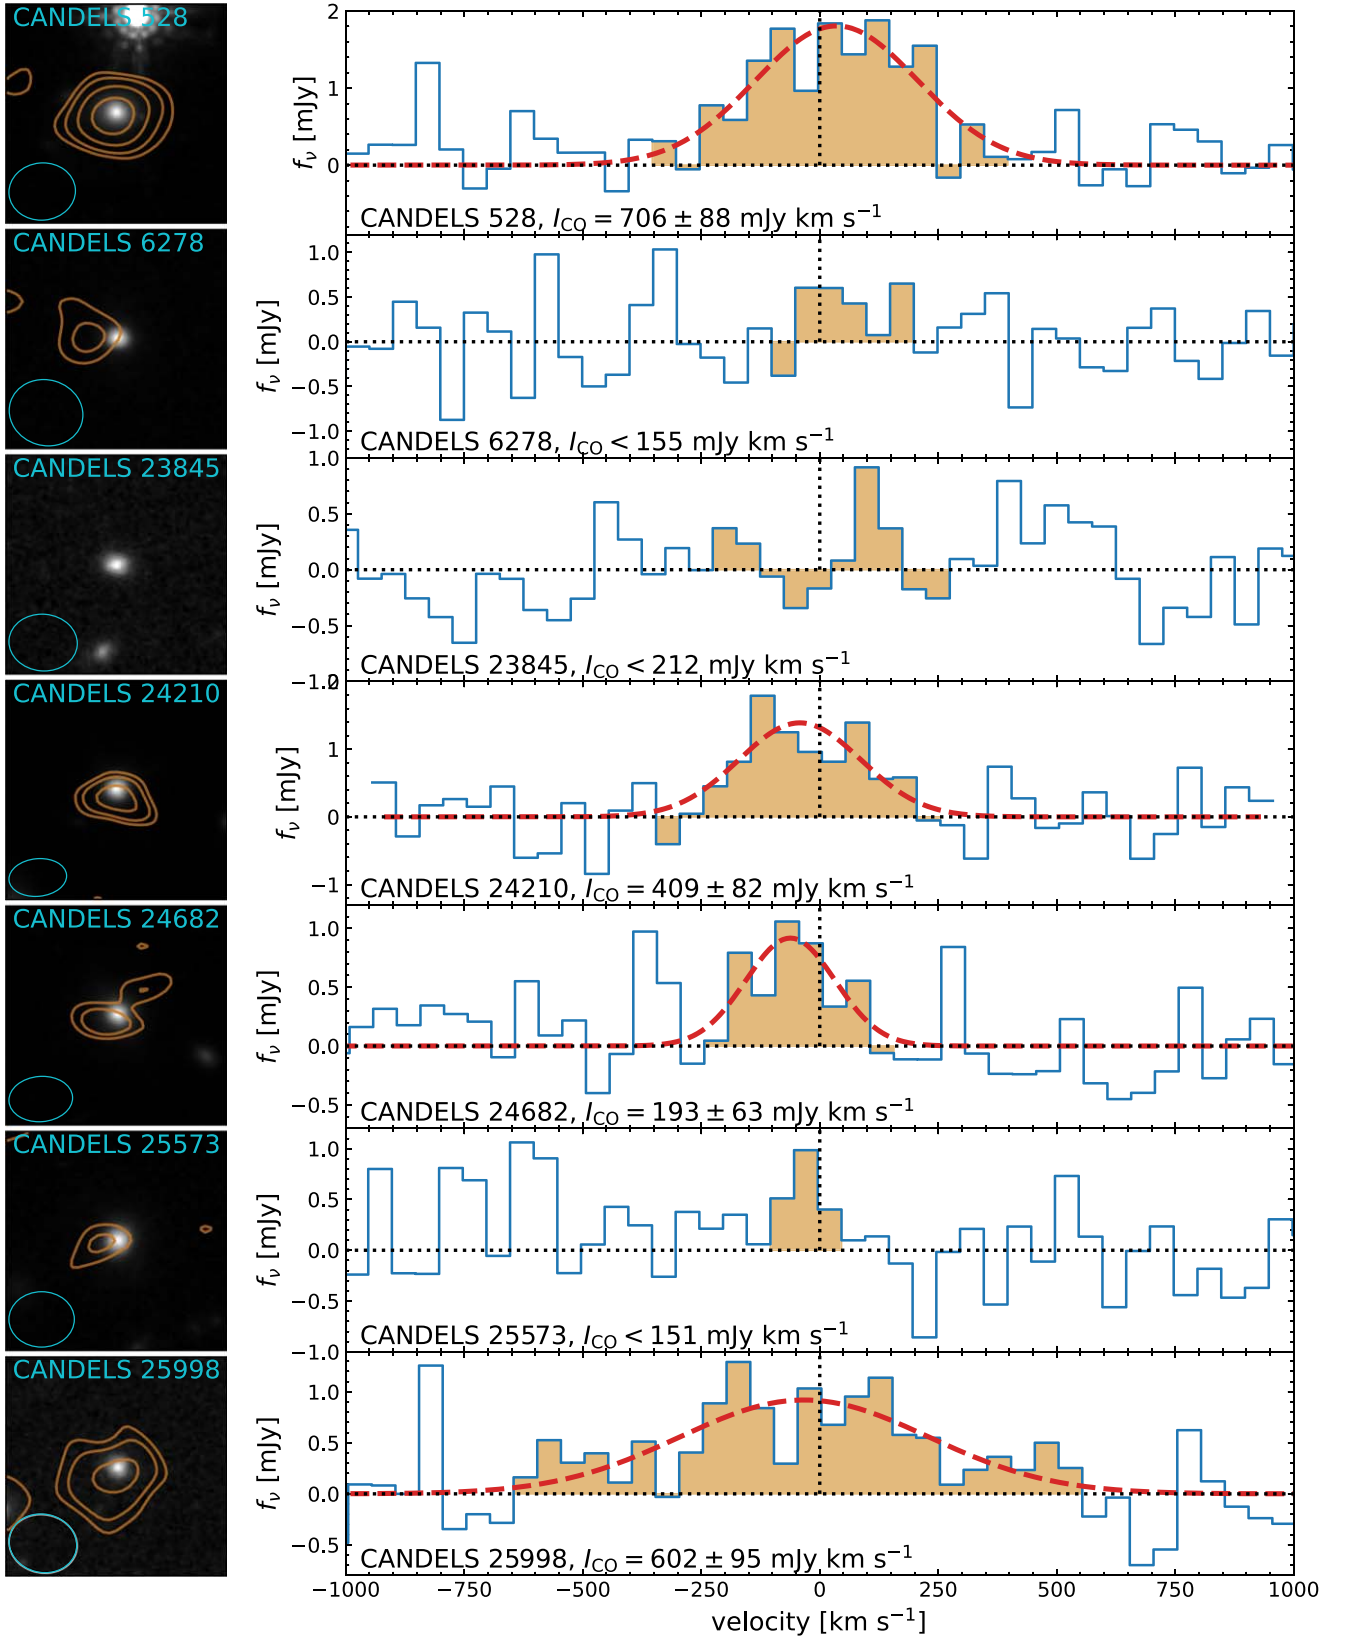 CANDELS 528
2
1
0
f_ν [mJy]
CANDELS 528, I_CO = 706 ± 88 mJy km s⁻¹
CANDELS 6278
1.0
0.5
0.0
−0.5
−1.0
f_ν [mJy]
CANDELS 6278, I_CO < 155 mJy km s⁻¹
CANDELS 23845
1.0
0.5
0.0
−0.5
−1.0
f_ν [mJy]
CANDELS 23845, I_CO < 212 mJy km s⁻¹
CANDELS 24210
2
1
0
−1
f_ν [mJy]
CANDELS 24210, I_CO = 409 ± 82 mJy km s⁻¹
CANDELS 24682
1.0
0.5
0.0
−0.5
f_ν [mJy]
CANDELS 24682, I_CO = 193 ± 63 mJy km s⁻¹
CANDELS 25573
1.0
0.5
0.0
−0.5
−1.0
f_ν [mJy]
CANDELS 25573, I_CO < 151 mJy km s⁻¹
CANDELS 25998
1.0
0.5
0.0
−0.5
f_ν [mJy]
CANDELS 25998, I_CO = 602 ± 95 mJy km s⁻¹
−1000 −750 −500 −250 0 250 500 750 1000
velocity [km s⁻¹]